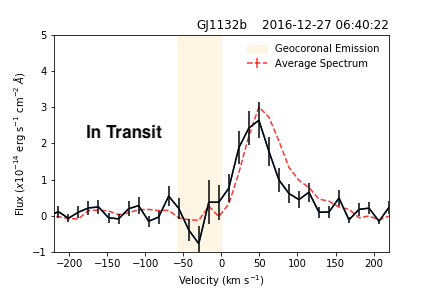 GJ1132b 2016-12-27 06:40:22
Flux (x10⁻¹⁴ erg s⁻¹ cm⁻² Å)
5
4
3
2
1
0
−1
Geocoronal Emission
Average Spectrum
In Transit
−200 −150 −100 −50 0 50 100 150 200
Velocity (km s⁻¹)